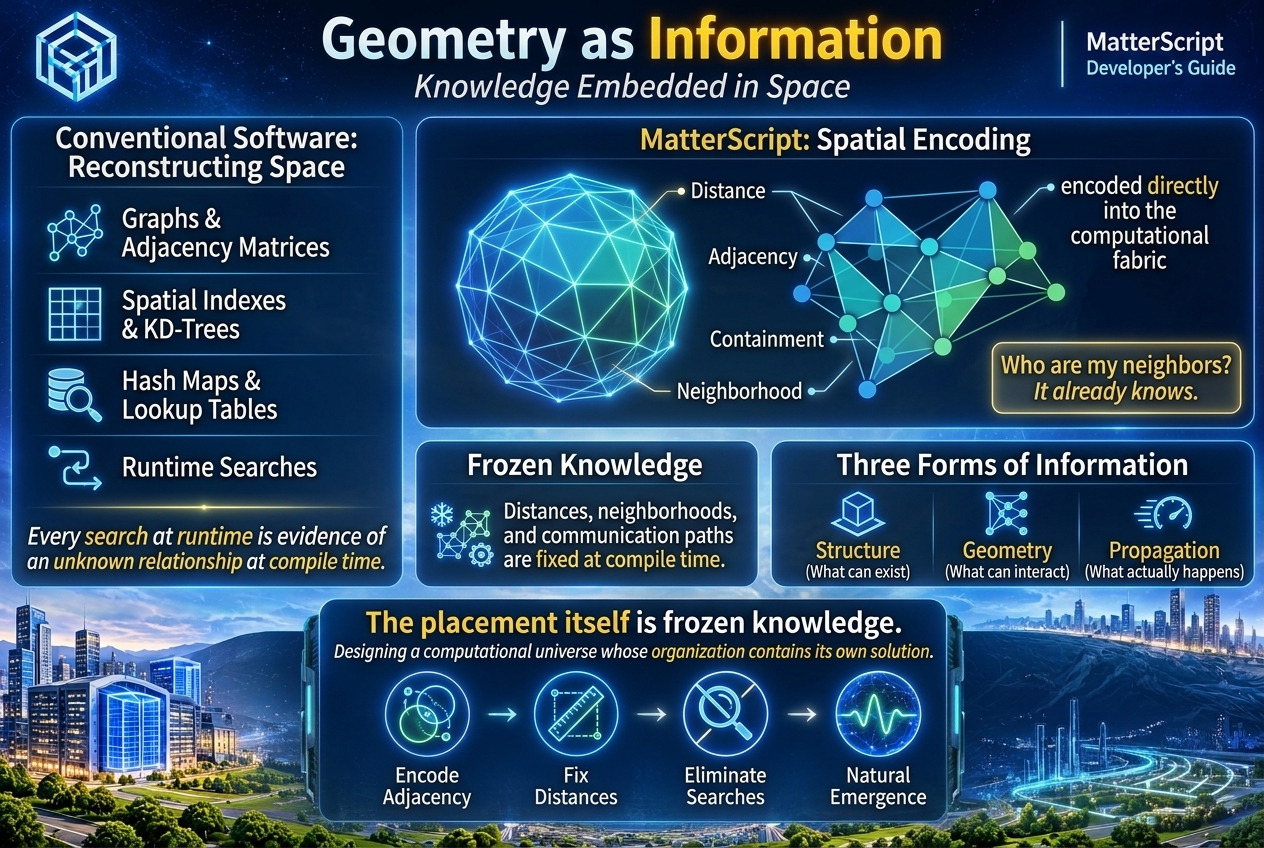 Geometry as Information
Knowledge Embedded in Space
MatterScript
Developer's Guide
Conventional Software:
Reconstructing Space
Graphs &
Adjacency Matrices
Spatial Indexes
& KD-Trees
Hash Maps &
Lookup Tables
Runtime Searches
Every search at runtime is evidence of
an unknown relationship at compile time.
MatterScript: Spatial Encoding
Distance
Adjacency
Containment
Neighborhood
encoded directly
into the
computational
fabric
Who are my neighbors?
It already knows.
Frozen Knowledge
Distances, neighborhoods,
and communication paths
are fixed at compile time.
Three Forms of Information
Structure
(What can exist)
Geometry
(What can interact)
Propagation
(What actually happens)
The placement itself is frozen knowledge.
Designing a computational universe whose organization contains its own solution.
Encode
Adjacency
Fix
Distances
Eliminate
Searches
Natural
Emergence